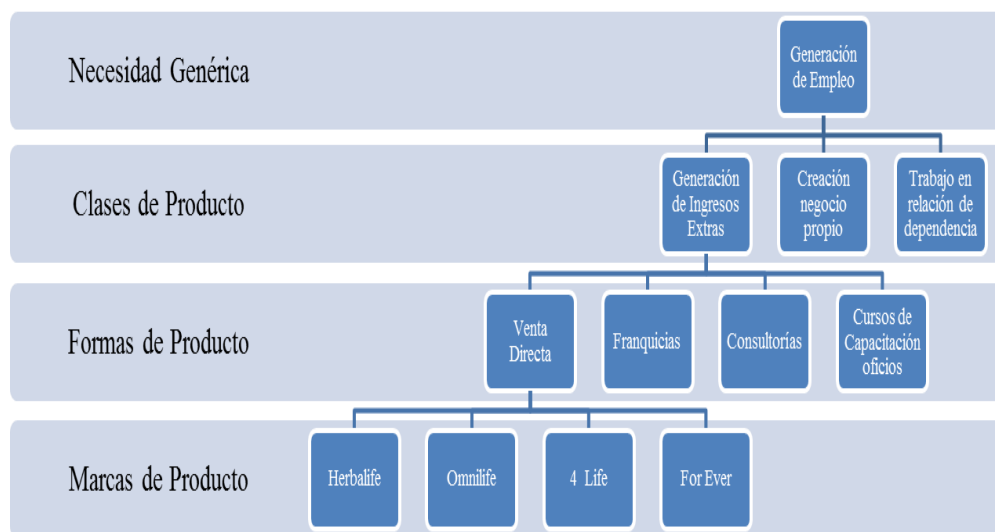 Necesidad Genérica
Generación
de Empleo
Clases de Producto
Generación
de Ingresos
Extras
Creación
negocio
propio
Trabajo en
relación de
dependencia
Formas de Producto
Venta
Directa
Franquicias
Consultorías
Cursos de
Capacitación
oficios
Marcas de Producto
Herbalife
Omnilife
4 Life
For Ever